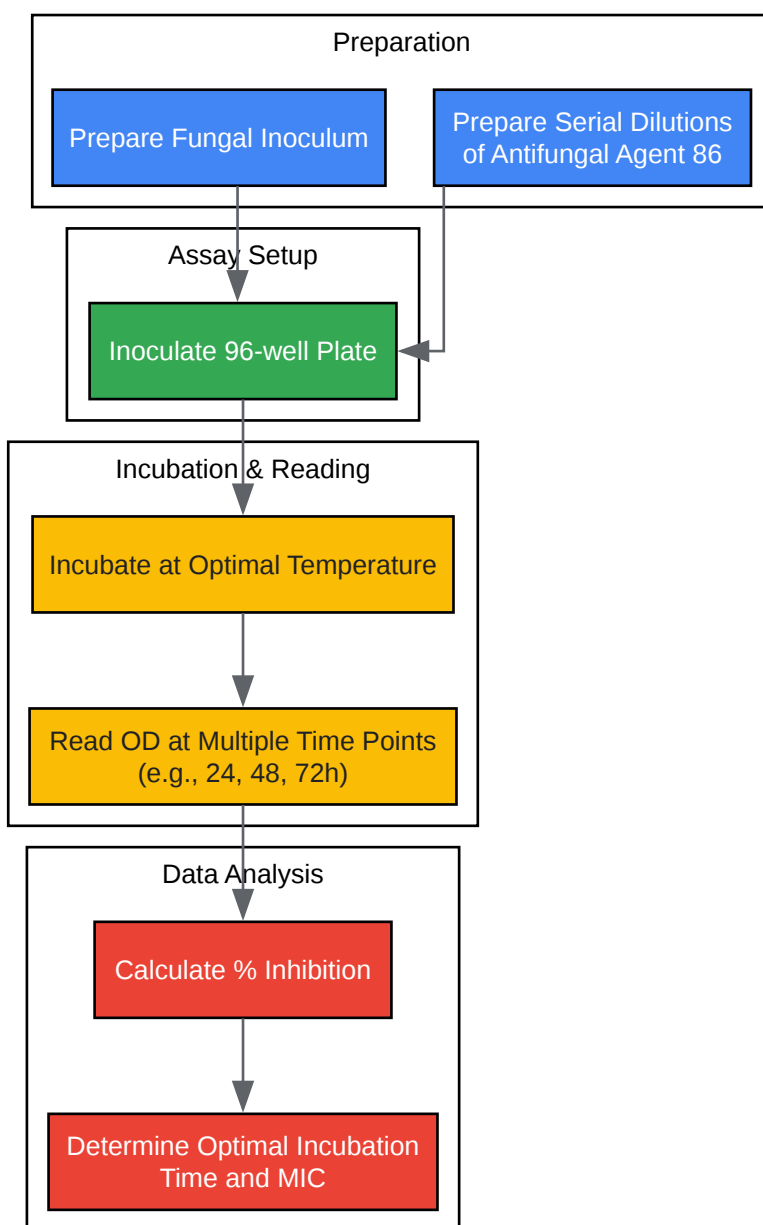 Preparation
Prepare Fungal Inoculum
Prepare Serial Dilutions
of Antifungal Agent 86
Assay Setup
Inoculate 96-well Plate
Incubation & Reading
Incubate at Optimal Temperature
Read OD at Multiple Time Points
(e.g., 24, 48, 72h)
Data Analysis
Calculate % Inhibition
Determine Optimal Incubation
Time and MIC